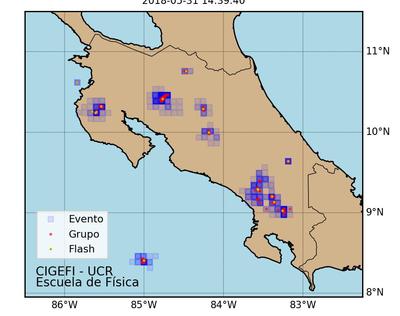 2018-05-31 14:39:40
11°N
10°N
9°N
8°N
Evento
Grupo
Flash
CIGEFI - UCR
Escuela de Física
86°W 85°W 84°W 83°W